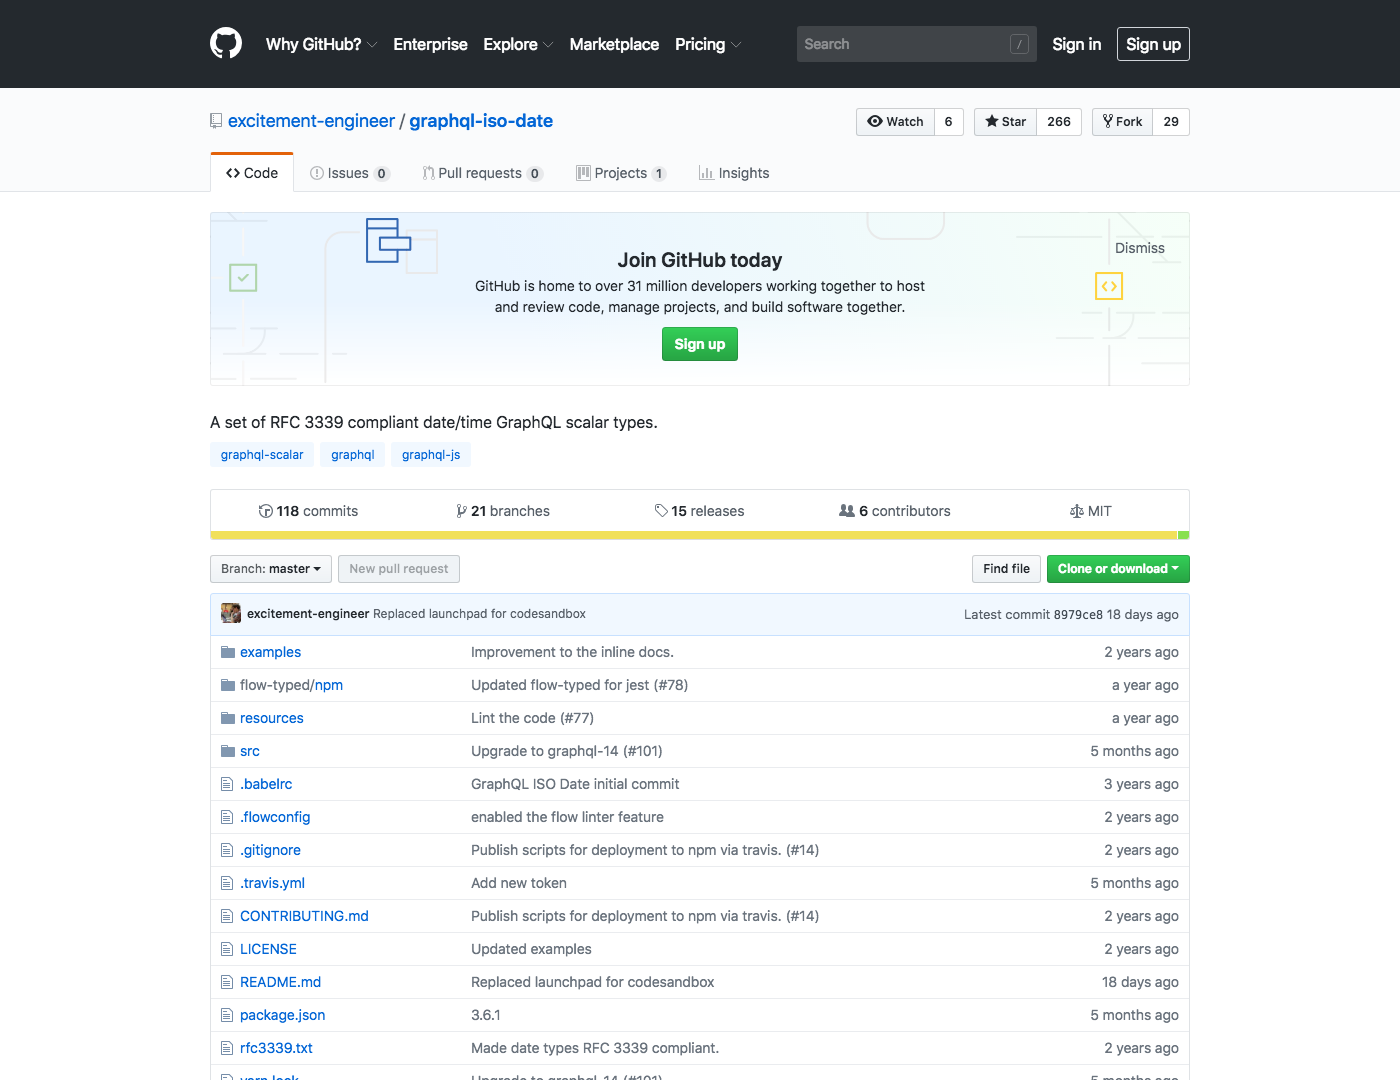 Why GitHub? Enterprise Explore Marketplace Pricing Search / Sign in Sign up
excitement-engineer / graphql-iso-date Watch 6 Star 266 Fork 29
Code Issues 0 Pull requests 0 Projects 1 Insights
Dismiss
Join GitHub today
GitHub is home to over 31 million developers working together to host
and review code, manage projects, and build software together.
Sign up
A set of RFC 3339 compliant date/time GraphQL scalar types.
graphql-scalar graphql graphql-js
118 commits 21 branches 15 releases 6 contributors MIT
Branch: master New pull request Find file Clone or download
excitement-engineer Replaced launchpad for codesandbox Latest commit 8979ce8 18 days ago
examples Improvement to the inline docs. 2 years ago
flow-typed/npm Updated flow-typed for jest (#78) a year ago
resources Lint the code (#77) a year ago
src Upgrade to graphql-14 (#101) 5 months ago
.babelrc GraphQL ISO Date initial commit 3 years ago
.flowconfig enabled the flow linter feature 2 years ago
.gitignore Publish scripts for deployment to npm via travis. (#14) 2 years ago
.travis.yml Add new token 5 months ago
CONTRIBUTING.md Publish scripts for deployment to npm via travis. (#14) 2 years ago
LICENSE Updated examples 2 years ago
README.md Replaced launchpad for codesandbox 18 days ago
package.json 3.6.1 5 months ago
rfc3339.txt Made date types RFC 3339 compliant. 2 years ago
yarn.lock Upgrade to graphql-14 (#101) 5 months ago